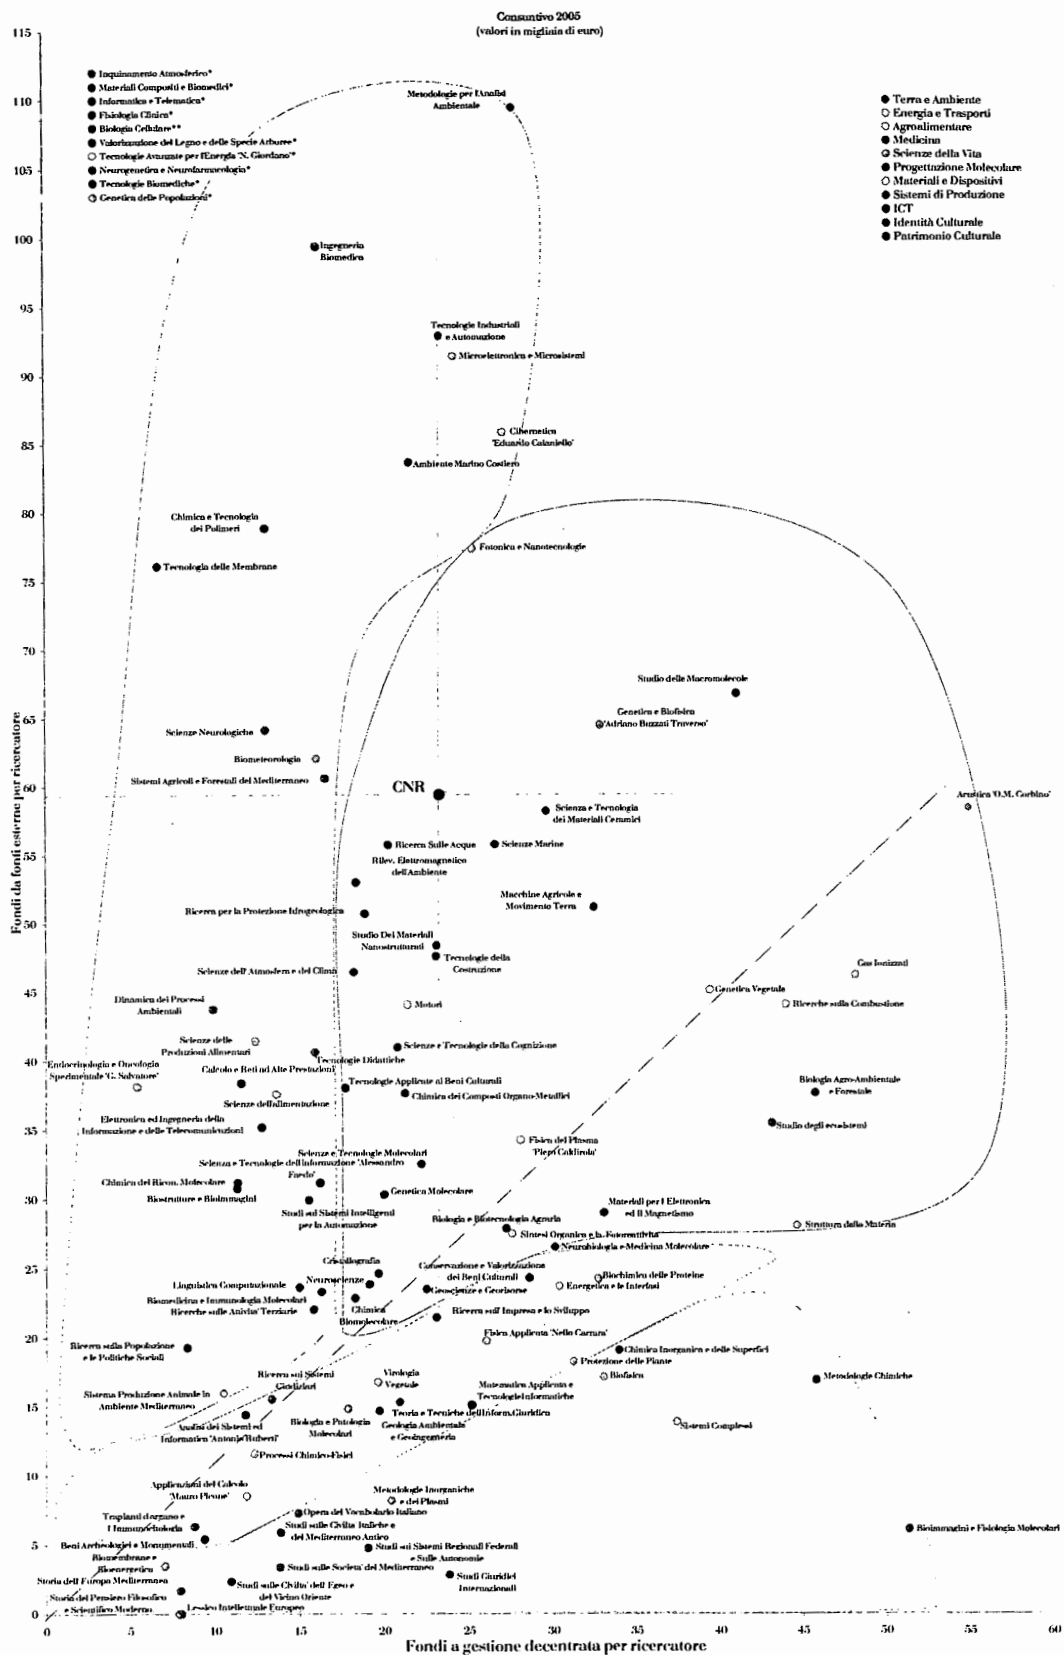 Consuntivo 2005
(valori in migliaia di euro)
115
110
105
100
95
90
85
80
75
70
65
60
55
50
45
40
35
30
25
20
15
10
5
0
Fondi da fonti esterne per ricercatore
Inquinamento Atmosferico*
Materiali Compositi e Biomedici*
Informatica e Telematica*
Fisiologia Clinica*
Biologia Cellulare**
Valorizzazione del Legno e delle Specie Arboree*
Tecnologie Avanzate per l'Energia 'N. Giordano'*
Neurogenetica e Neurofarmacologia*
Tecnologie Biomediche*
Genetica delle Popolazioni*
Terra e Ambiente
Energia e Trasporti
Agroalimentare
Medicina
Scienze della Vita
Progettazione Molecolare
Materiali e Dispositivi
Sistemi di Produzione
ICT
Identità Culturale
Patrimonio Culturale
Metodologie per l'Analisi
Ambientale
Ingegneria
Biomedica
Tecnologie Industriali
e Automazione
Microelettronica e Microsistemi
Cibernetica
'Eduardo Caianiello'
Ambiente Marino Costiero
Chimica e Tecnologia
dei Polimeri
Fotonica e Nanotecnologie
Tecnologia delle Membrane
Studio delle Macromolecole
Genetica e Biofisica
'Adriano Buzzati Traverso'
Scienze Neurologiche
Biometeorologia
Sistemi Agricoli e Forestali del Mediterraneo
CNR
Acustica 'O.M. Corbino'
Scienza e Tecnologia
dei Materiali Ceramici
Ricerca Sulle Acque
Scienze Marine
Rilev. Elettromagnetico
dell'Ambiente
Macchine Agricole e
Movimento Terra
Ricerca per la Protezione Idrogeologica
Studio Dei Materiali
Nanostrutturati
Tecnologie della
Costruzione
Scienze dell'Atmosfera e del Clima
Gas Ionizzati
Genetica Vegetale
Ricerche sulla Combustione
Dinamica dei Processi
Ambientali
Motori
Scienze delle
Produzioni Alimentari
Scienze e Tecnologie della Cognizione
Tecnologie Didattiche
Endocrinologia e Oncologia
Sperimentale 'G. Salvatore'
Calcolo e Reti ad Alte Prestazioni
Tecnologie Applicate ai Beni Culturali
Chimica dei Composti Organo-Metallici
Scienze dell'alimentazione
Biologia Agro-Ambientale
e Forestale
Studio degli ecosistemi
Elettronica ed Ingegneria della
Informazione e delle Telecomunicazioni
Fisica del Plasma
'Piero Caldirola'
Scienze e Tecnologie Molecolari
Scienza e Tecnologie dell'informazione 'Alessandro
Faedo'
Chimica del Ricon. Molecolare
Biostrutture e Bioimmagini
Genetica Molecolare
Studi sui Sistemi Intelligenti
per la Automazione
Materiali per l'Elettronica
ed il Magnetismo
Biologia e Biotecnologia Agraria
Sintesi Organica e la Fotoreattivita'
Struttura della Materia
Neurobiologia e Medicina Molecolare
Cristallografia
Conservazione e Valorizzazione
dei Beni Culturali
Biochimica delle Proteine
Energetica e le Interfasi
Neuroscienze
Linguistica Computazionale
Geoscienze e Georisorse
Biomedicina e Immunologia Molecolari
Ricerche sulle Attivita' Terziarie
Chimica
Biomolecolare
Ricerca sull'Impresa e lo Sviluppo
Fisica Applicata 'Nello Carrara'
Ricerca sulla Popolazione
e le Politiche Sociali
Chimica Inorganica e delle Superfici
Protezione delle Piante
Biofisica
Metodologie Chimiche
Sistema Produzione Animale in
Ambiente Mediterraneo
Ricerca sui Sistemi
Giudiziari
Virologia
Vegetale
Matematica Applicata e
Tecnologie Informatiche
Analisi dei Sistemi ed
Informatica 'Antonio Ruberti'
Biologia e Patologia
Molecolari
Teoria e Tecniche dell'Inform.Giuridica
Geologia Ambientale
e Geoingegneria
Sistemi Complessi
Processi Chimico-Fisici
Applicazioni del Calcolo
'Mauro Picone'
Metodologie Inorganiche
e dei Plasmi
Opera del Vocabolario Italiano
Trapianti d'organo e
l'Immunocitologia
Studi sulle Civilta' Italiche e
del Mediterraneo Antico
Bioimmagini e Fisiologia Molecolari
Beni Archeologici e Monumentali
Studi sui Sistemi Regionali Federali
e Sulle Autonomie
Biomembrane e
Bioenergetica
Studi sulle Societa' del Mediterraneo
Studi Giuridici
Internazionali
Storia dell'Europa Mediterranea
Studi sulle Civilta' dell'Egeo e
del Vicino Oriente
Storia del Pensiero Filosofico
e Scientifico Moderno
Lessico Intellettuale Europeo
0 5 10 15 20 25 30 35 40 45 50 55 60
Fondi a gestione decentrata per ricercatore